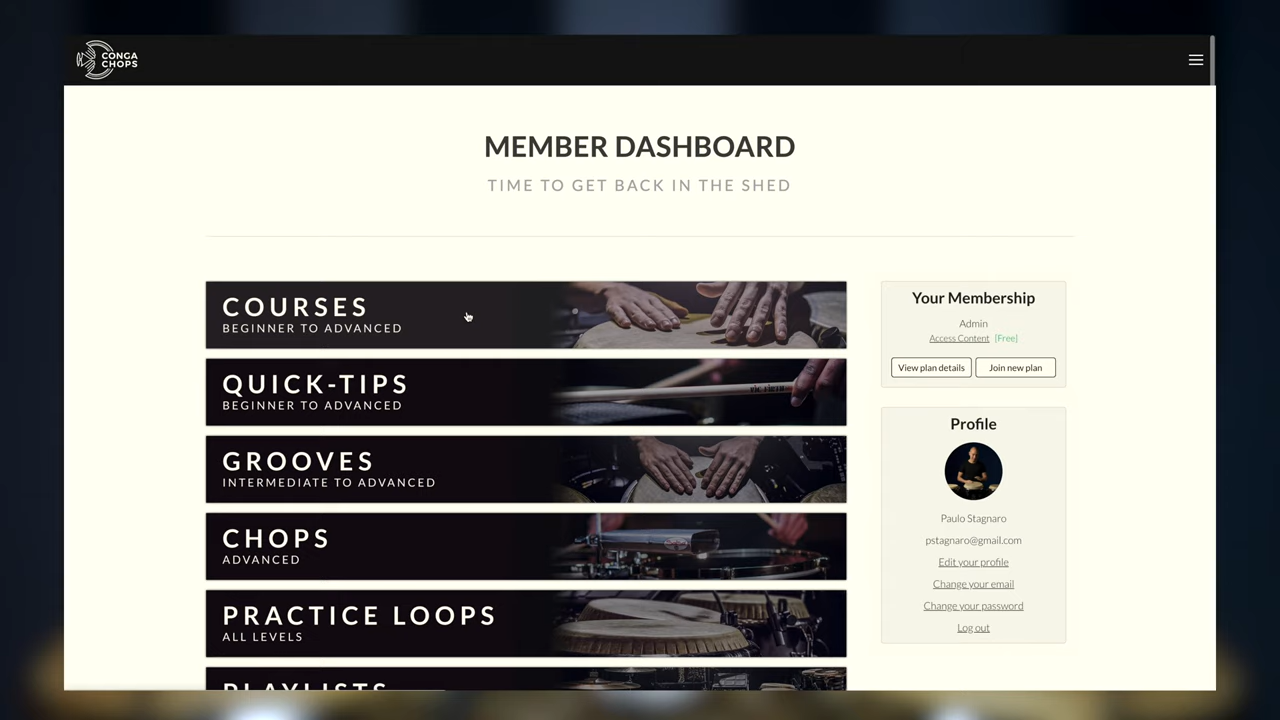 CONGA
CHOPS
MEMBER DASHBOARD
TIME TO GET BACK IN THE SHED
COURSES
BEGINNER TO ADVANCED
QUICK-TIPS
BEGINNER TO ADVANCED
GROOVES
INTERMEDIATE TO ADVANCED
CHOPS
ADVANCED
PRACTICE LOOPS
ALL LEVELS
PLAYLISTS
Your Membership
Admin
Access Content [Free]
View plan details Join new plan
Profile
Paulo Stagnaro
pstagnaro@gmail.com
Edit your profile
Change your email
Change your password
Log out